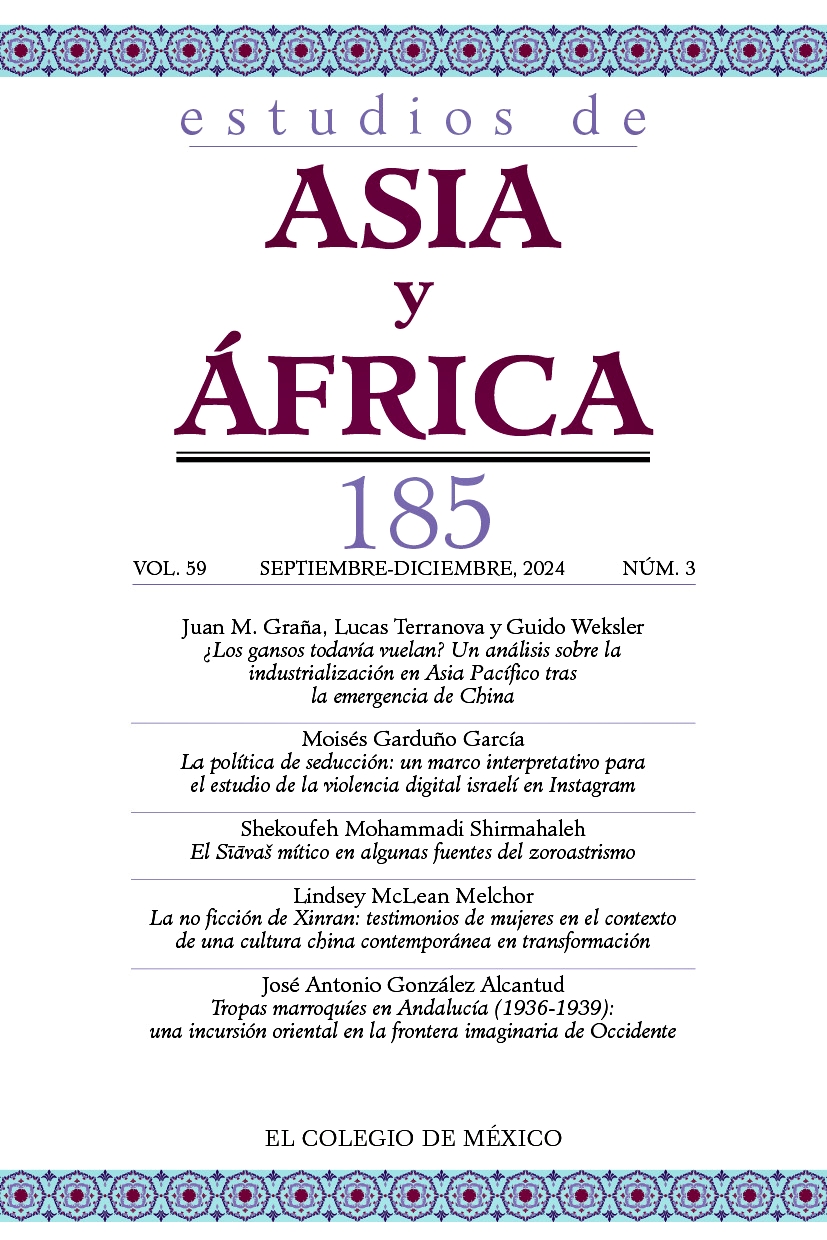 estudios de
ASIA
y
ÁFRICA
185
VOL. 59 SEPTIEMBRE-DICIEMBRE, 2024 NÚM. 3
Juan M. Graña, Lucas Terranova y Guido Weksler
¿Los gansos todavía vuelan? Un análisis sobre la
industrialización en Asia Pacífico tras
la emergencia de China
Moisés Garduño García
La política de seducción: un marco interpretativo para
el estudio de la violencia digital israelí en Instagram
Shekoufeh Mohammadi Shirmahaleh
El Sīāvaš mítico en algunas fuentes del zoroastrismo
Lindsey McLean Melchor
La no ficción de Xinran: testimonios de mujeres en el contexto
de una cultura china contemporánea en transformación
José Antonio González Alcantud
Tropas marroquíes en Andalucía (1936-1939):
una incursión oriental en la frontera imaginaria de Occidente
EL COLEGIO DE MÉXICO